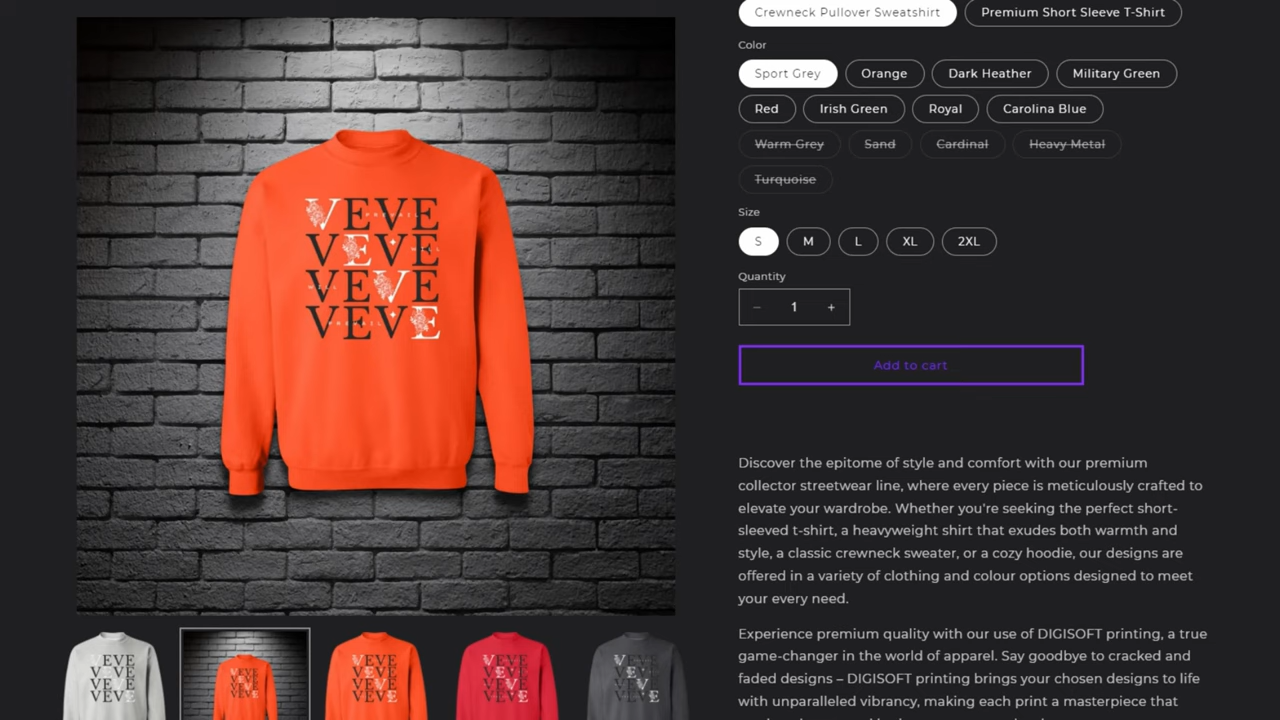 Crewneck Pullover Sweatshirt
Premium Short Sleeve T-Shirt
Color
Sport Grey
Orange
Dark Heather
Military Green
Red
Irish Green
Royal
Carolina Blue
Warm Grey
Sand
Cardinal
Heavy Metal
Turquoise
Size
S
M
L
XL
2XL
Quantity
− 1 +
Add to cart
VEVE
PREVAIL
VEVE
WILL
VEVE
WILL
VEVE
PREVAIL
Discover the epitome of style and comfort with our premium
collector streetwear line, where every piece is meticulously crafted to
elevate your wardrobe. Whether you're seeking the perfect short-
sleeved t-shirt, a heavyweight shirt that exudes both warmth and
style, a classic crewneck sweater, or a cozy hoodie, our designs are
offered in a variety of clothing and colour options designed to meet
your every need.
Experience premium quality with our use of DIGISOFT printing, a true
game-changer in the world of apparel. Say goodbye to cracked and
faded designs – DIGISOFT printing brings your chosen designs to life
with unparalleled vibrancy, making each print a masterpiece that